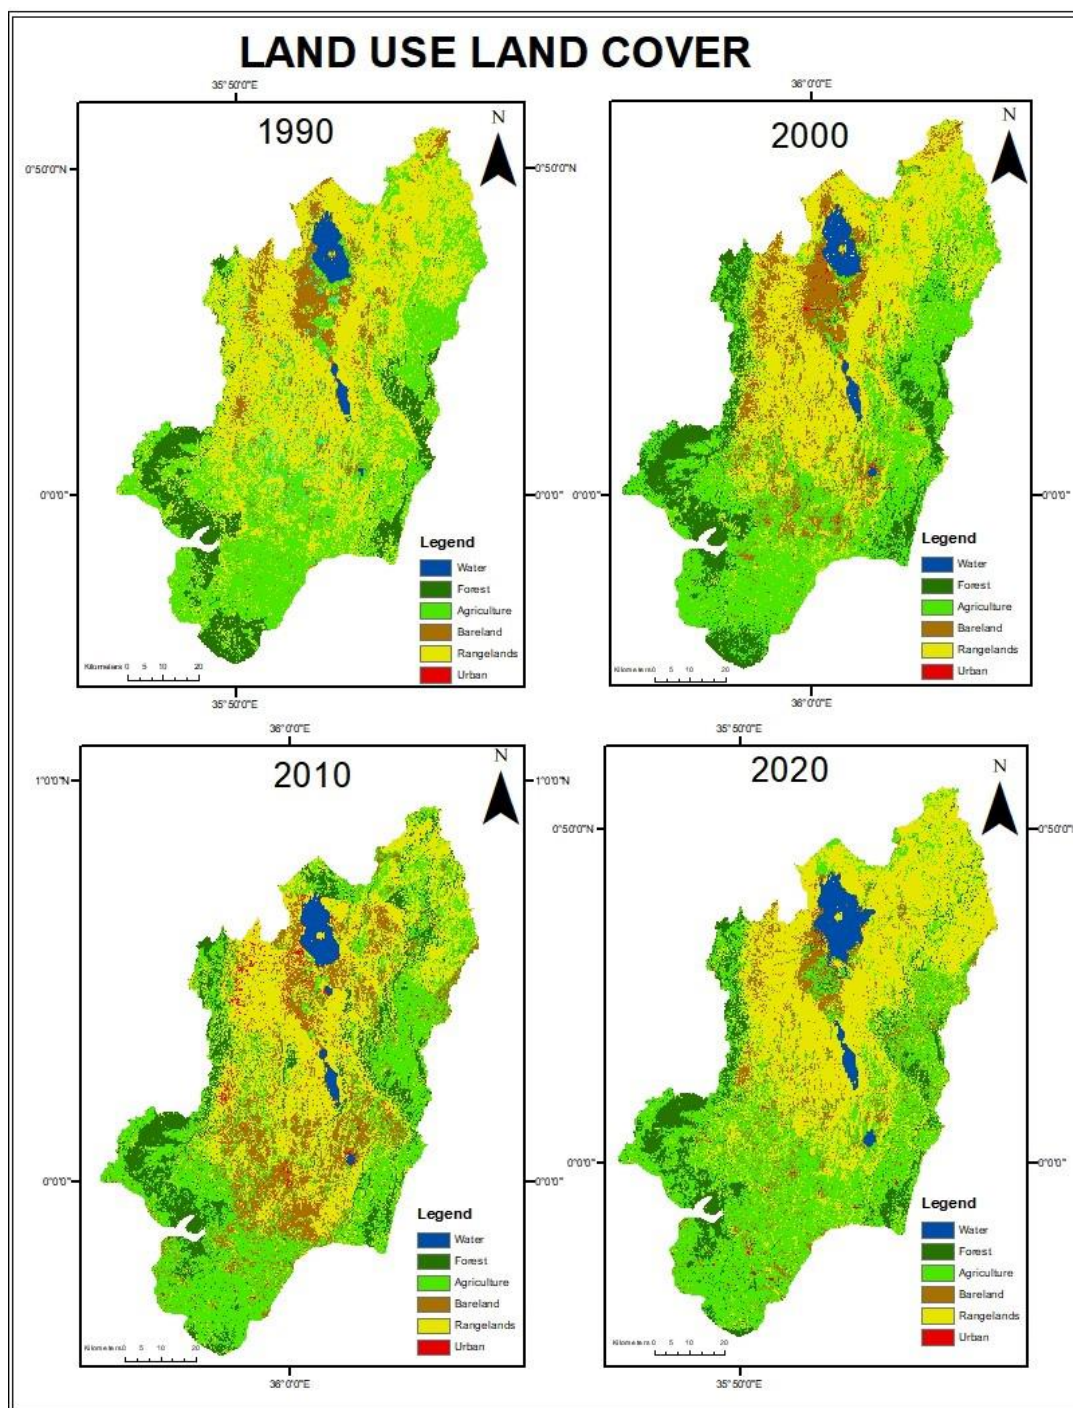 LAND USE LAND COVER
35°50'0"E
36°0'0"E
1990
N
2000
N
0°50'0"N
0°50'0"N
0°0'0"
0°0'0"
0°0'0"
Legend
Water
Forest
Agriculture
Bareland
Rangelands
Urban
Kilometers 0 5 10 20
Legend
Water
Forest
Agriculture
Bareland
Rangelands
Urban
Kilometers 0 5 10 20
35°50'0"E
36°0'0"E
36°0'0"E
35°50'0"E
2010
N
2020
N
1°0'0"N
1°0'0"N
0°50'0"N
0°50'0"N
0°0'0"
0°0'0"
0°0'0"
0°0'0"
Legend
Water
Forest
Agriculture
Bareland
Rangelands
Urban
Kilometers 0 5 10 20
Legend
Water
Forest
Agriculture
Bareland
Rangelands
Urban
Kilometers 0 5 10 20
36°0'0"E
35°50'0"E